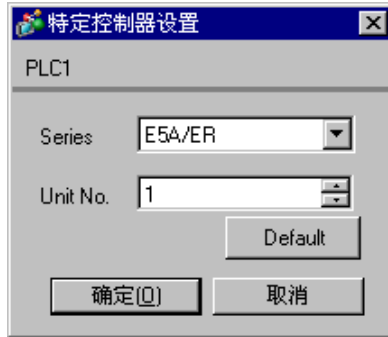 特定控制器设置
PLC1
Series E5A/ER
Unit No. 1
Default
确定(O) 取消